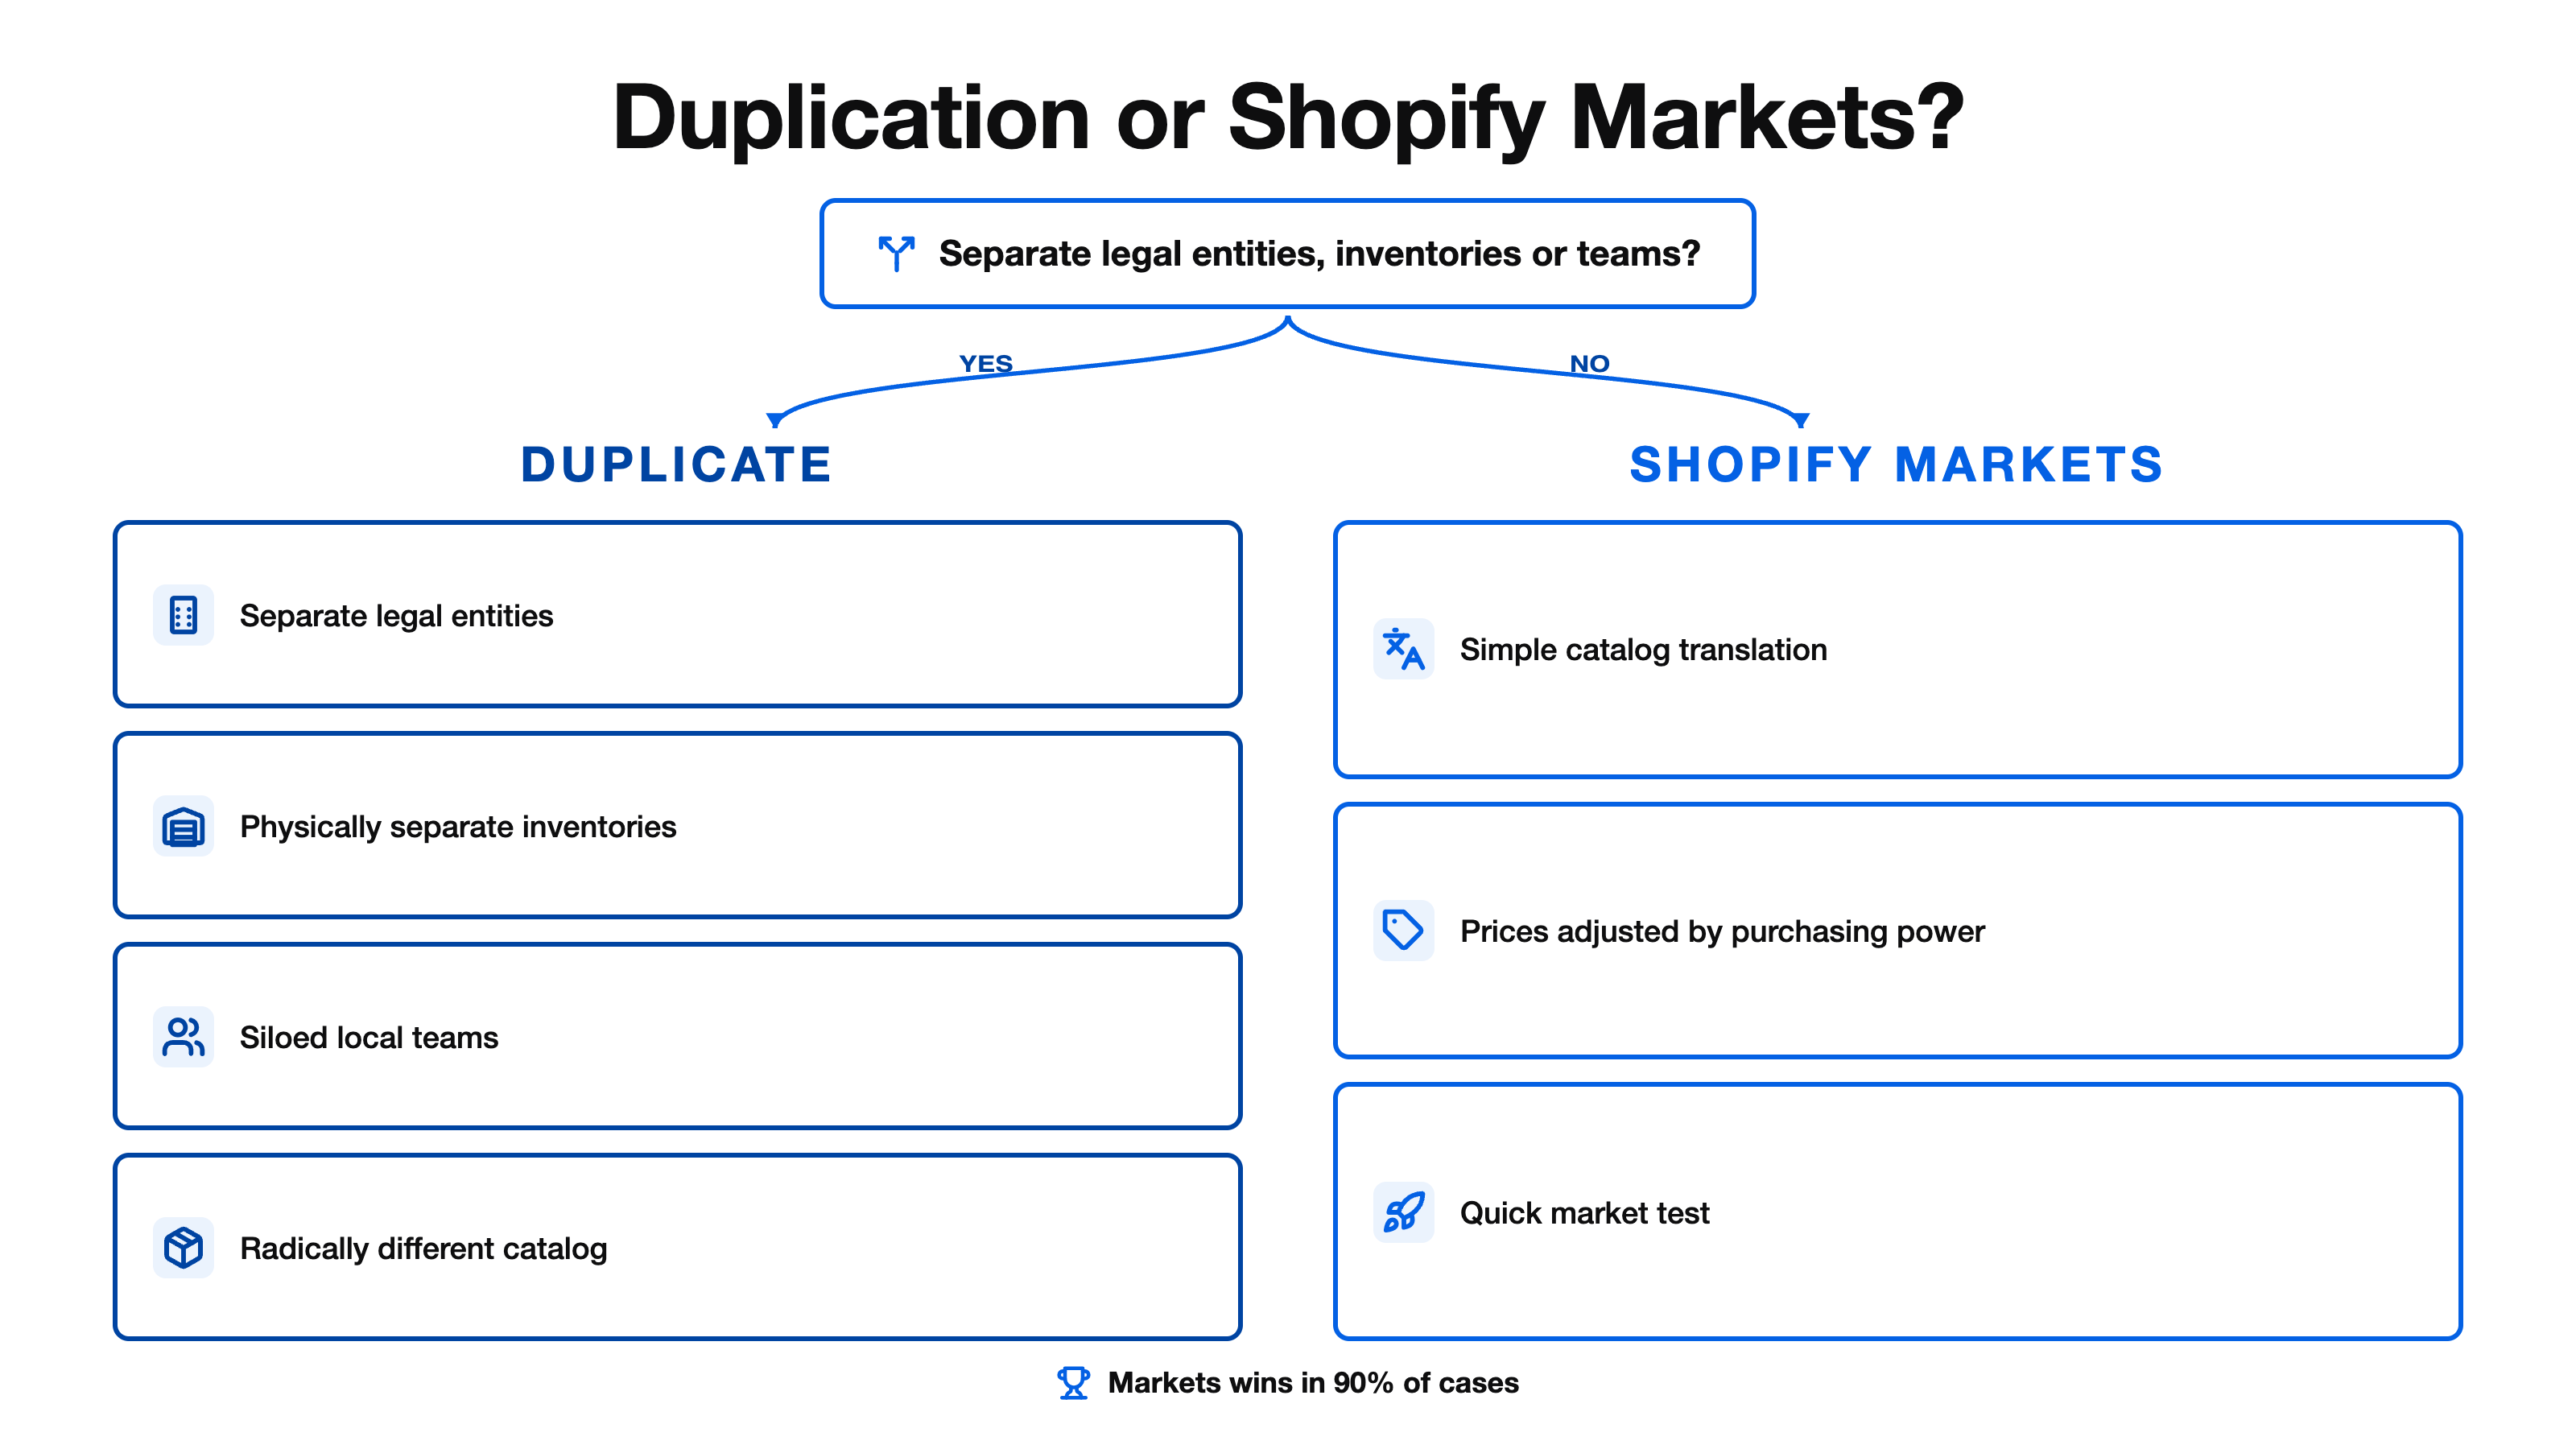 Duplication or Shopify Markets?
Separate legal entities, inventories or teams?
YES
NO
DUPLICATE
Separate legal entities
Physically separate inventories
Siloed local teams
Radically different catalog
SHOPIFY MARKETS
Simple catalog translation
Prices adjusted by purchasing power
Quick market test
Markets wins in 90% of cases